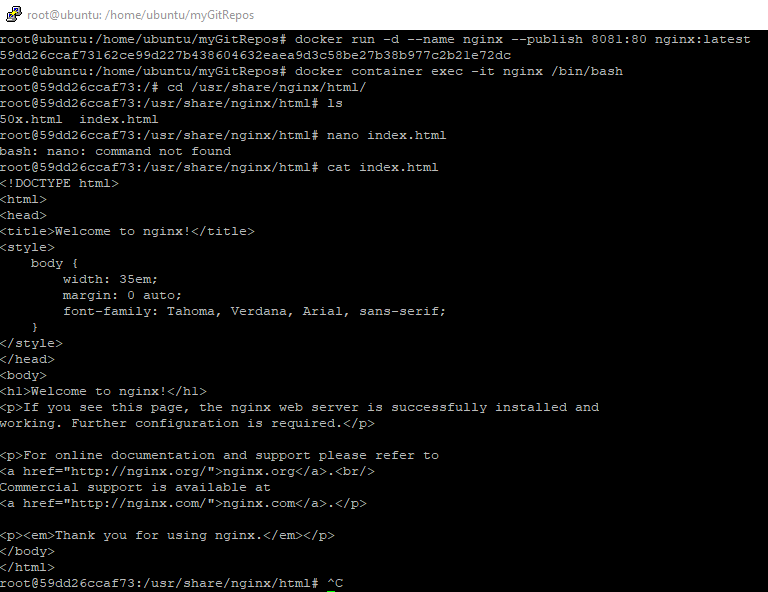 root@ubuntu: /home/ubuntu/myGitRepos
root@ubuntu:/home/ubuntu/myGitRepos# docker run -d --name nginx --publish 8081:80 nginx:latest
59dd26ccaf73162ce99d227b438604632eaea9d3c58be27b38b977c2b21e72dc
root@ubuntu:/home/ubuntu/myGitRepos# docker container exec -it nginx /bin/bash
root@59dd26ccaf73:/# cd /usr/share/nginx/html/
root@59dd26ccaf73:/usr/share/nginx/html# ls
50x.html  index.html
root@59dd26ccaf73:/usr/share/nginx/html# nano index.html
bash: nano: command not found
root@59dd26ccaf73:/usr/share/nginx/html# cat index.html
<!DOCTYPE html>
<html>
<head>
<title>Welcome to nginx!</title>
<style>
    body {
        width: 35em;
        margin: 0 auto;
        font-family: Tahoma, Verdana, Arial, sans-serif;
    }
</style>
</head>
<body>
<h1>Welcome to nginx!</h1>
<p>If you see this page, the nginx web server is successfully installed and
working. Further configuration is required.</p>

<p>For online documentation and support please refer to
<a href="http://nginx.org/">nginx.org</a>.<br/>
Commercial support is available at
<a href="http://nginx.com/">nginx.com</a>.</p>

<p><em>Thank you for using nginx.</em></p>
</body>
</html>
root@59dd26ccaf73:/usr/share/nginx/html# ^C